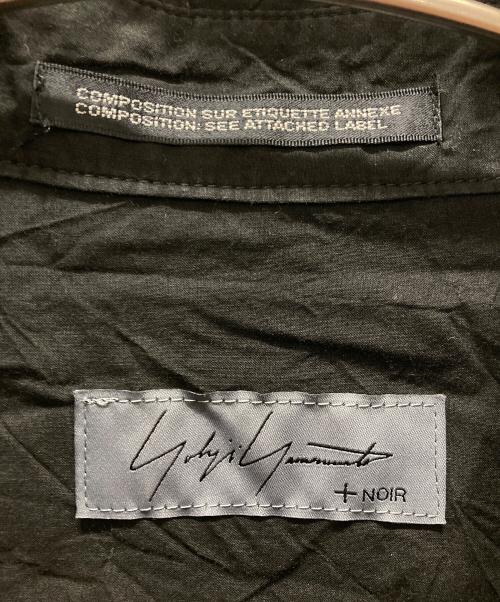 COMPOSITION SUR ETIQUETTE ANNEXE
COMPOSITION: SEE ATTACHED LABEL
Yohji Yamamoto
+ NOIR